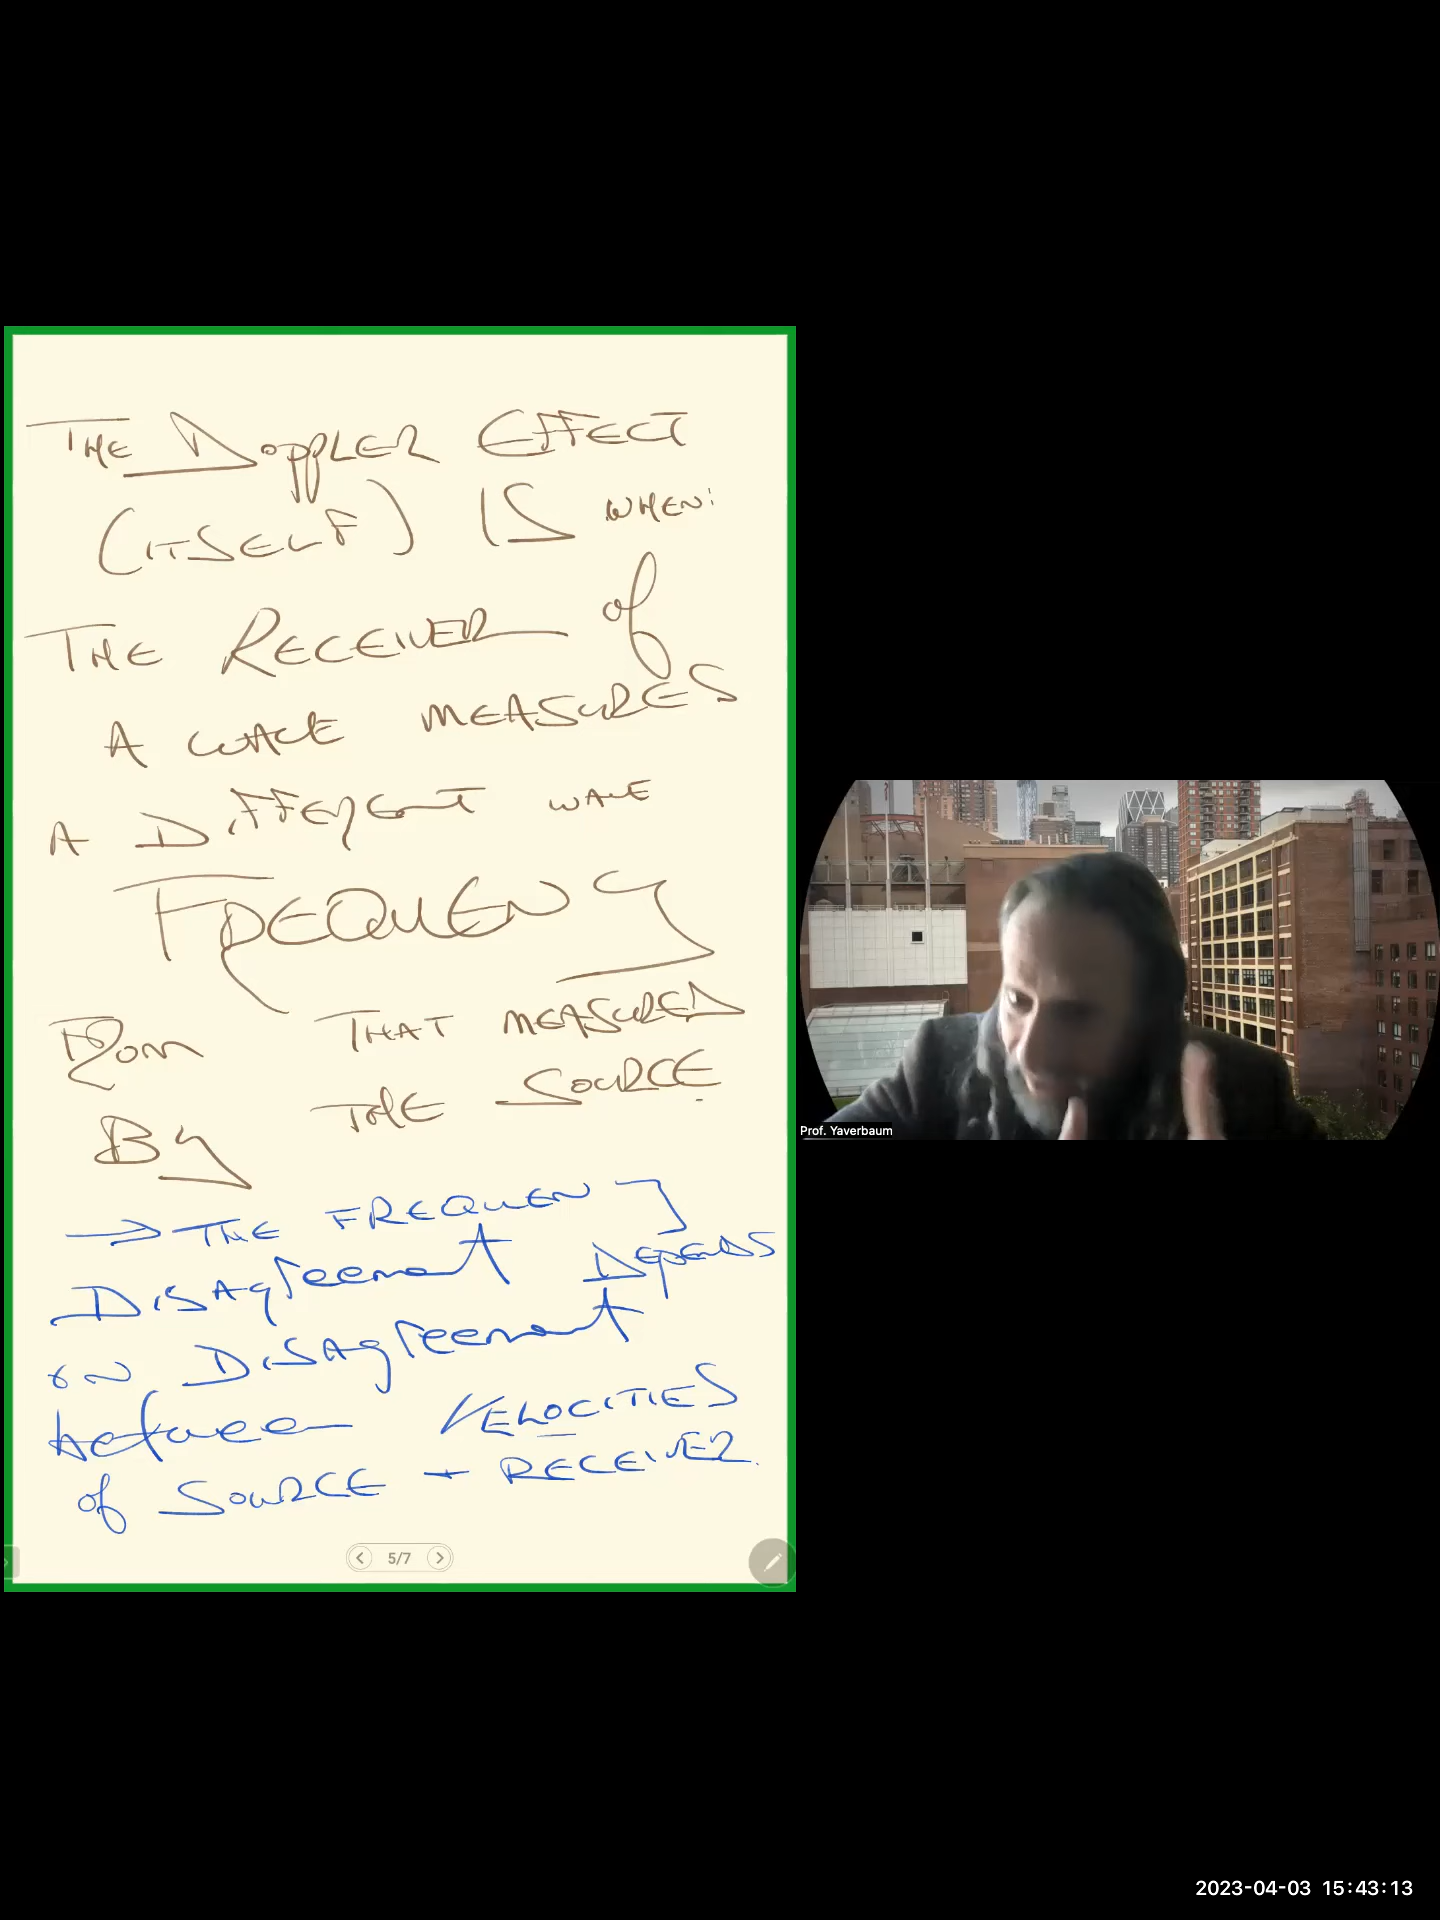 THE DOPPLER EFFECT
(ITSELF) IS WHEN:
THE RECEIVER of
A WAVE MEASURES
A DIFFERENT WAVE
FREQUENCY
FROM THAT MEASURED
By THE SOURCE.
→ THE FREQUEN
Disagreement Depends
ON DISAgreement
between VELOCITIES
of SOURCE + RECEIVER.
5/7
Prof. Yaverbaum
2023-04-03 15:43:13